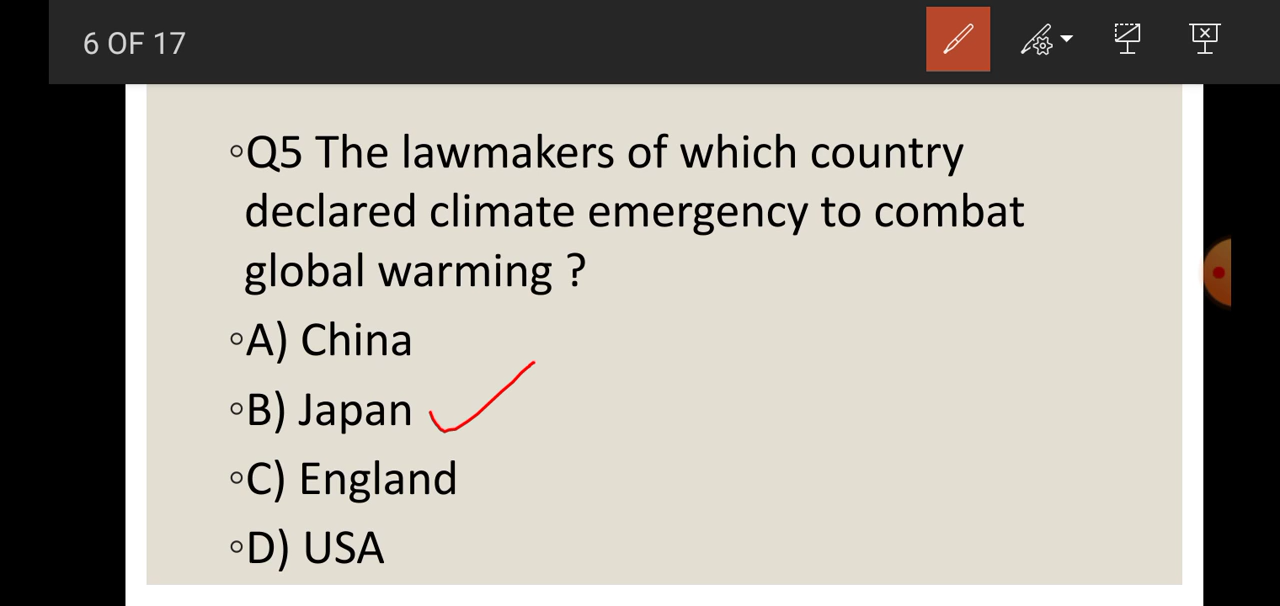 6 OF 17
◦Q5 The lawmakers of which country
declared climate emergency to combat
global warming ?
◦A) China
◦B) Japan
◦C) England
◦D) USA